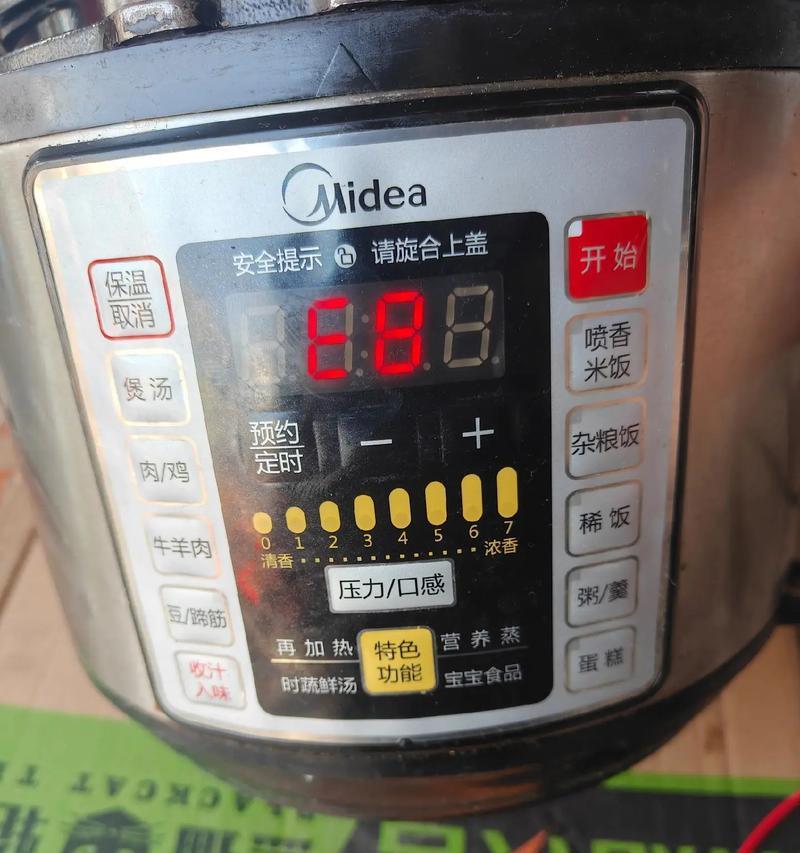 Midea
安全提示 请旋合上盖
开始
保温
取消
E8
喷香
米饭
煲汤
预约
定时
－ ＋
杂粮饭
肉/鸡
0 1 2 3 4 5 6 7
清香 浓香
稀饭
牛羊肉
压力/口感
粥/羹
豆/蹄筋
再加热
特色
功能
营养蒸
时蔬鲜汤
宝宝食品
蛋糕
收汁
入味
BLACKCAT